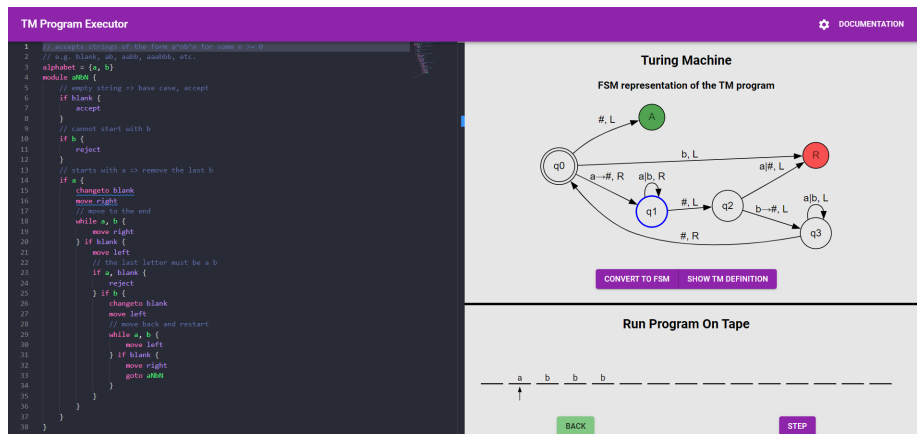 TM Program Executor
DOCUMENTATION
1 // accepts strings of the form a^nb^n for some n >= 0
2 // e.g. blank, ab, aabb, aaabbb, etc.
3 alphabet = {a, b}
4 module aNbN {
5 // empty string => base case, accept
6 if blank {
7 accept
8 }
9 // cannot start with b
10 if b {
11 reject
12 }
13 // starts with a => remove the last b
14 if a {
15 changeto blank
16 move right
17 // move to the end
18 while a, b {
19 move right
20 } if blank {
21 move left
22 // the last letter must be a b
23 if a, blank {
24 reject
25 } if b {
26 changeto blank
27 move left
28 // move back and restart
29 while a, b {
30 move left
31 } if blank {
32 move right
33 goto aNbN
34 }
35 }
36 }
37 }
38 }
Turing Machine
FSM representation of the TM program
#, L
A
b, L
R
q0
a→#, R
a|b, R
a|#, L
q1
#, L
q2
b→#, L
a|b, L
q3
#, R
CONVERT TO FSM
SHOW TM DEFINITION
Run Program On Tape
a b b b
BACK
STEP